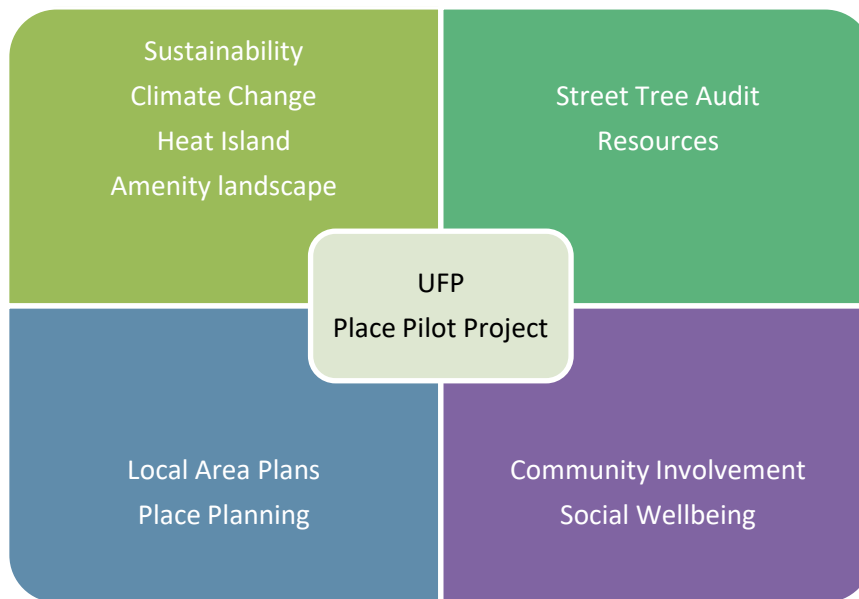 Sustainability
Climate Change
Heat Island
Amenity landscape
Street Tree Audit
Resources
UFP
Place Pilot Project
Local Area Plans
Place Planning
Community Involvement
Social Wellbeing